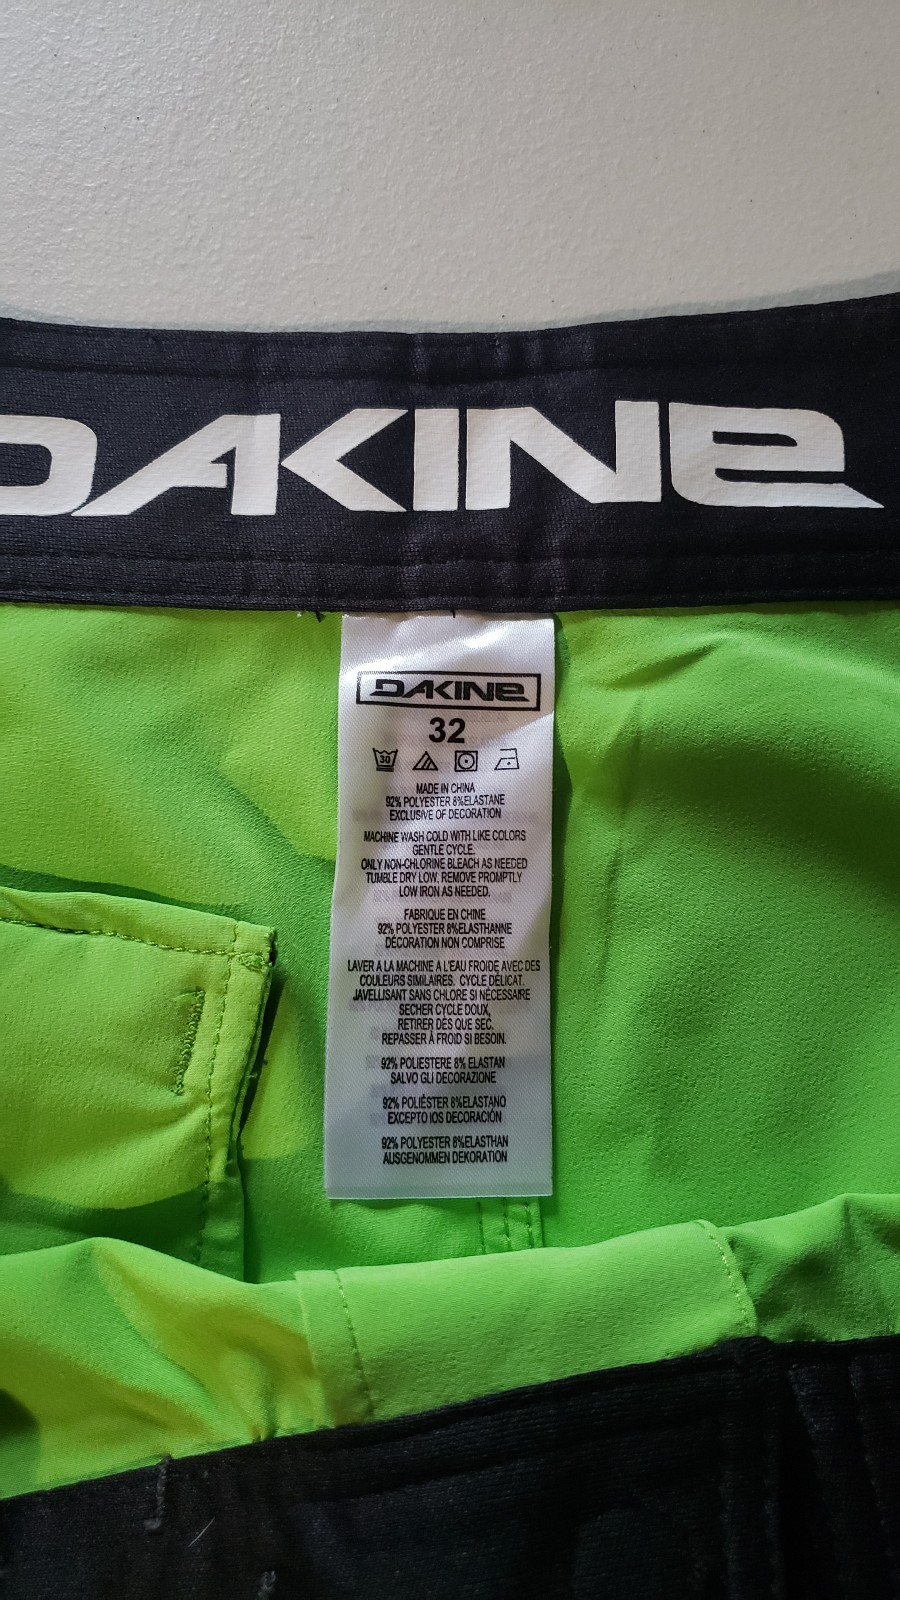 DAKINE
DAKINE
32
30
MADE IN CHINA
92% POLYESTER 8%ELASTANE
EXCLUSIVE OF DECORATION
MACHINE WASH COLD WITH LIKE COLORS
GENTLE CYCLE.
ONLY NON-CHLORINE BLEACH AS NEEDED
TUMBLE DRY LOW. REMOVE PROMPTLY
LOW IRON AS NEEDED.
FABRIQUE EN CHINE
92% POLYESTER 8%ELASTHANNE
DÉCORATION NON COMPRISE
LAVER A LA MACHINE A L'EAU FROIDE AVEC DES
COULEURS SIMILAIRES. CYCLE DÉLICAT.
JAVELLISANT SANS CHLORE SI NÉCESSAIRE
SECHER CYCLE DOUX,
RETIRER DÈS QUE SEC.
REPASSER À FROID SI BESOIN.
92% POLIESTERE 8% ELASTAN
SALVO GLI DECORAZIONE
92% POLIÉSTER 8%ELASTANO
EXCEPTO IOS DECORACIÓN
92% POLYESTER 8%ELASTHAN
AUSGENOMMEN DEKORATION